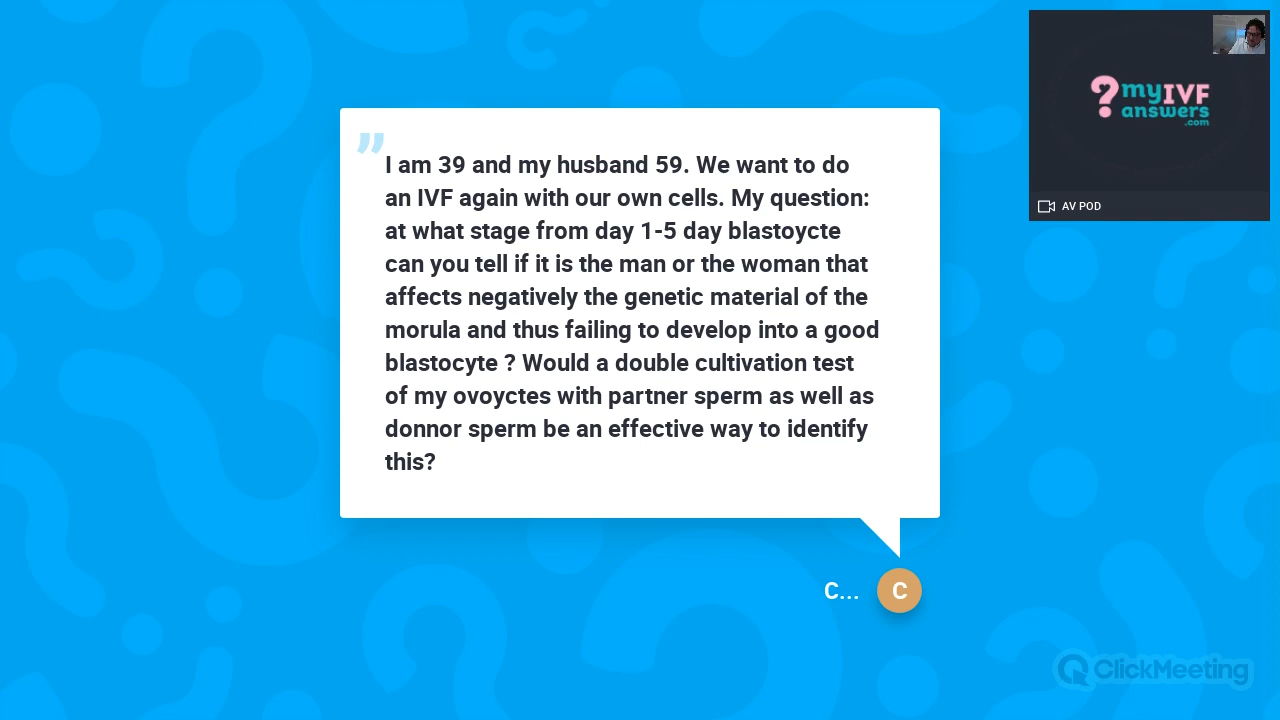 I am 39 and my husband 59. We want to do
an IVF again with our own cells. My question:
at what stage from day 1-5 day blastoycte
can you tell if it is the man or the woman that
affects negatively the genetic material of the
morula and thus failing to develop into a good
blastocyte ? Would a double cultivation test
of my ovoyctes with partner sperm as well as
donnor sperm be an effective way to identify
this?
C...
C
?myIVF
answers
.com
AV POD
ClickMeeting